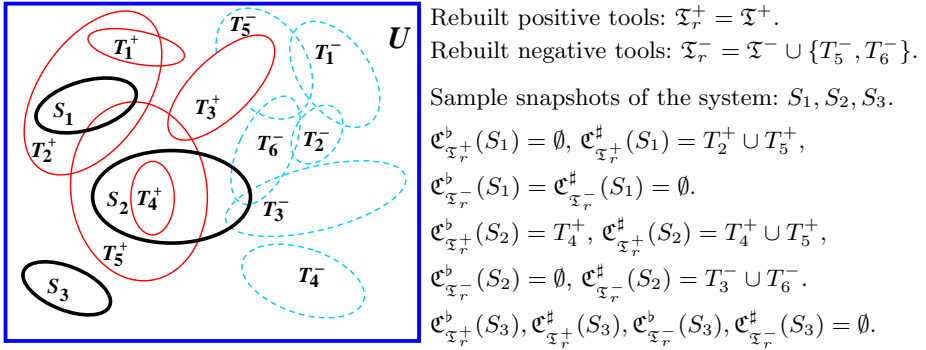 U
T₅⁻
T₁⁻
T₁⁺
S₁
T₃⁺
T₂⁺
T₆⁻
T₂⁻
S₂
T₄⁺
T₃⁻
T₅⁺
S₃
T₄⁻
Rebuilt positive tools: 𝔗ᵣ⁺ = 𝔗⁺.
Rebuilt negative tools: 𝔗ᵣ⁻ = 𝔗⁻ ∪ {T₅⁻, T₆⁻}.
Sample snapshots of the system: S₁, S₂, S₃.
ℭ^♭_{𝔗ᵣ⁺}(S₁) = ∅, ℭ^♯_{𝔗ᵣ⁺}(S₁) = T₂⁺ ∪ T₅⁺,
ℭ^♭_{𝔗ᵣ⁻}(S₁) = ℭ^♯_{𝔗ᵣ⁻}(S₁) = ∅.
ℭ^♭_{𝔗ᵣ⁺}(S₂) = T₄⁺, ℭ^♯_{𝔗ᵣ⁺}(S₂) = T₄⁺ ∪ T₅⁺,
ℭ^♭_{𝔗ᵣ⁻}(S₂) = ∅, ℭ^♯_{𝔗ᵣ⁻}(S₂) = T₃⁻ ∪ T₆⁻.
ℭ^♭_{𝔗ᵣ⁺}(S₃), ℭ^♯_{𝔗ᵣ⁺}(S₃), ℭ^♭_{𝔗ᵣ⁻}(S₃), ℭ^♯_{𝔗ᵣ⁻}(S₃) = ∅.